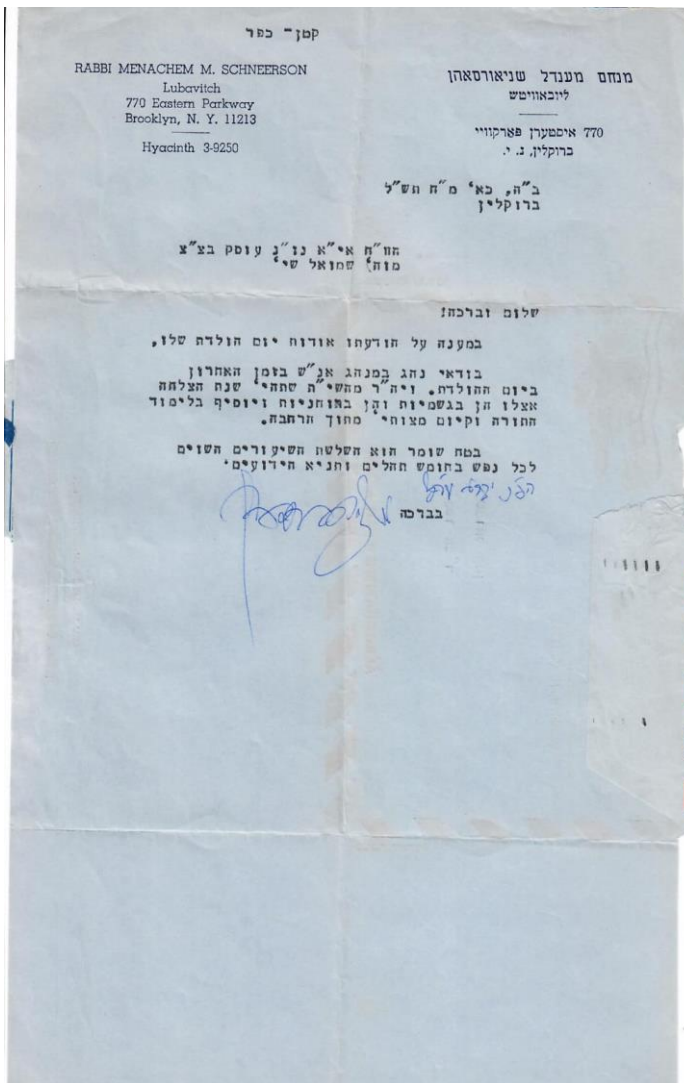 קטן- כפר
RABBI MENACHEM M. SCHNEERSON
Lubavitch
770 Eastern Parkway
Brooklyn, N. Y. 11213
Hyacinth 3-9250
מנחם מענדל שניאורסאהן
ליובאוויטש
770 איסטערן פארקוויי
ברוקלין, נ. י.
ב"ה, כא' מ"ח תש"ל
ברוקלין
הוו"ח אי"א נו"נ עוסק בצ"צ
מוה' שמואל שי'
שלום וברכה!
במענה על הודעתו אודות יום הולדת שלו,
בודאי נהג במנהג אנ"ש בזמן האחרון
ביום ההולדת. ויה"ר מהשי"ת שתהי' שנת הצלחה
אצלו הן בגשמיות והן ברוחניות ויוסיף בלימוד
התורה וקיום מצותי' מתוך הרחבה.
בטח שומר הוא השלשת השיעורים השוים
לכל נפש בחומש תהלים ותניא הידועים.
בברכה